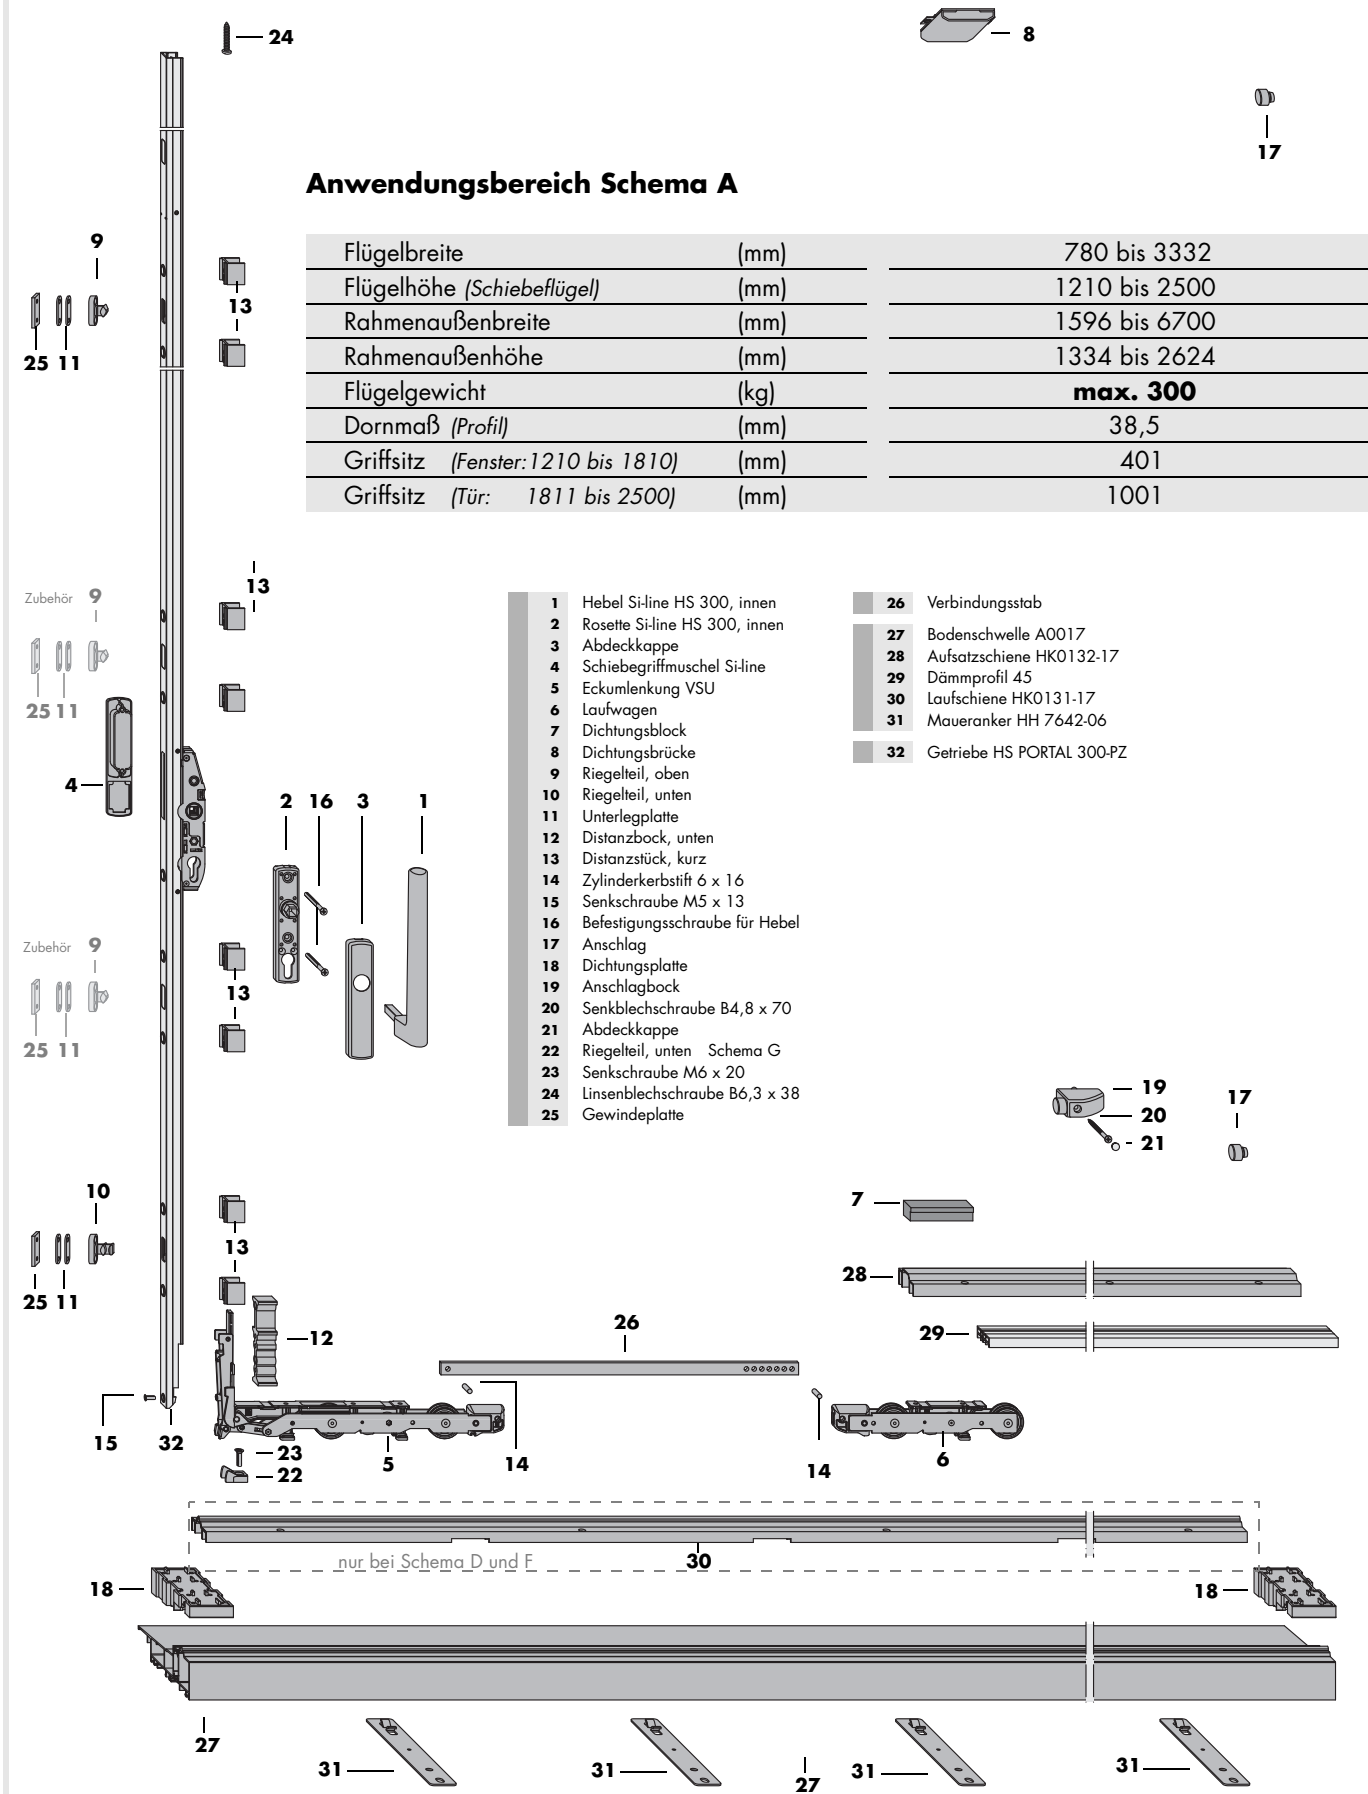 24
8
17
Anwendungsbereich Schema A
Flügelbreite (mm) 780 bis 3332
Flügelhöhe (Schiebeflügel) (mm) 1210 bis 2500
Rahmenaußenbreite (mm) 1596 bis 6700
Rahmenaußenhöhe (mm) 1334 bis 2624
Flügelgewicht (kg) max. 300
Dornmaß (Profil) (mm) 38,5
Griffsitz (Fenster: 1210 bis 1810) (mm) 401
Griffsitz (Tür: 1811 bis 2500) (mm) 1001
9
13
25 11
13
Zubehör 9
25 11
4
2 16 3 1
Zubehör 9
13
25 11
1 Hebel Si-line HS 300, innen
2 Rosette Si-line HS 300, innen
3 Abdeckkappe
4 Schiebegriffmuschel Si-line
5 Eckumlenkung VSU
6 Laufwagen
7 Dichtungsblock
8 Dichtungsbrücke
9 Riegelteil, oben
10 Riegelteil, unten
11 Unterlegplatte
12 Distanzbock, unten
13 Distanzstück, kurz
14 Zylinderkerbstift 6 x 16
15 Senkschraube M5 x 13
16 Befestigungsschraube für Hebel
17 Anschlag
18 Dichtungsplatte
19 Anschlagbock
20 Senkblechschraube B4,8 x 70
21 Abdeckkappe
22 Riegelteil, unten Schema G
23 Senkschraube M6 x 20
24 Linsenblechschraube B6,3 x 38
25 Gewindeplatte
26 Verbindungsstab
27 Bodenschwelle A0017
28 Aufsatzschiene HK0132-17
29 Dämmprofil 45
30 Laufschiene HK0131-17
31 Maueranker HH 7642-06
32 Getriebe HS PORTAL 300-PZ
19
20
21
17
10
7
13
25 11
28
12
26
29
15 32
23
22
5
14
14
6
nur bei Schema D und F
30
18
18
27
31
31
27
31
31